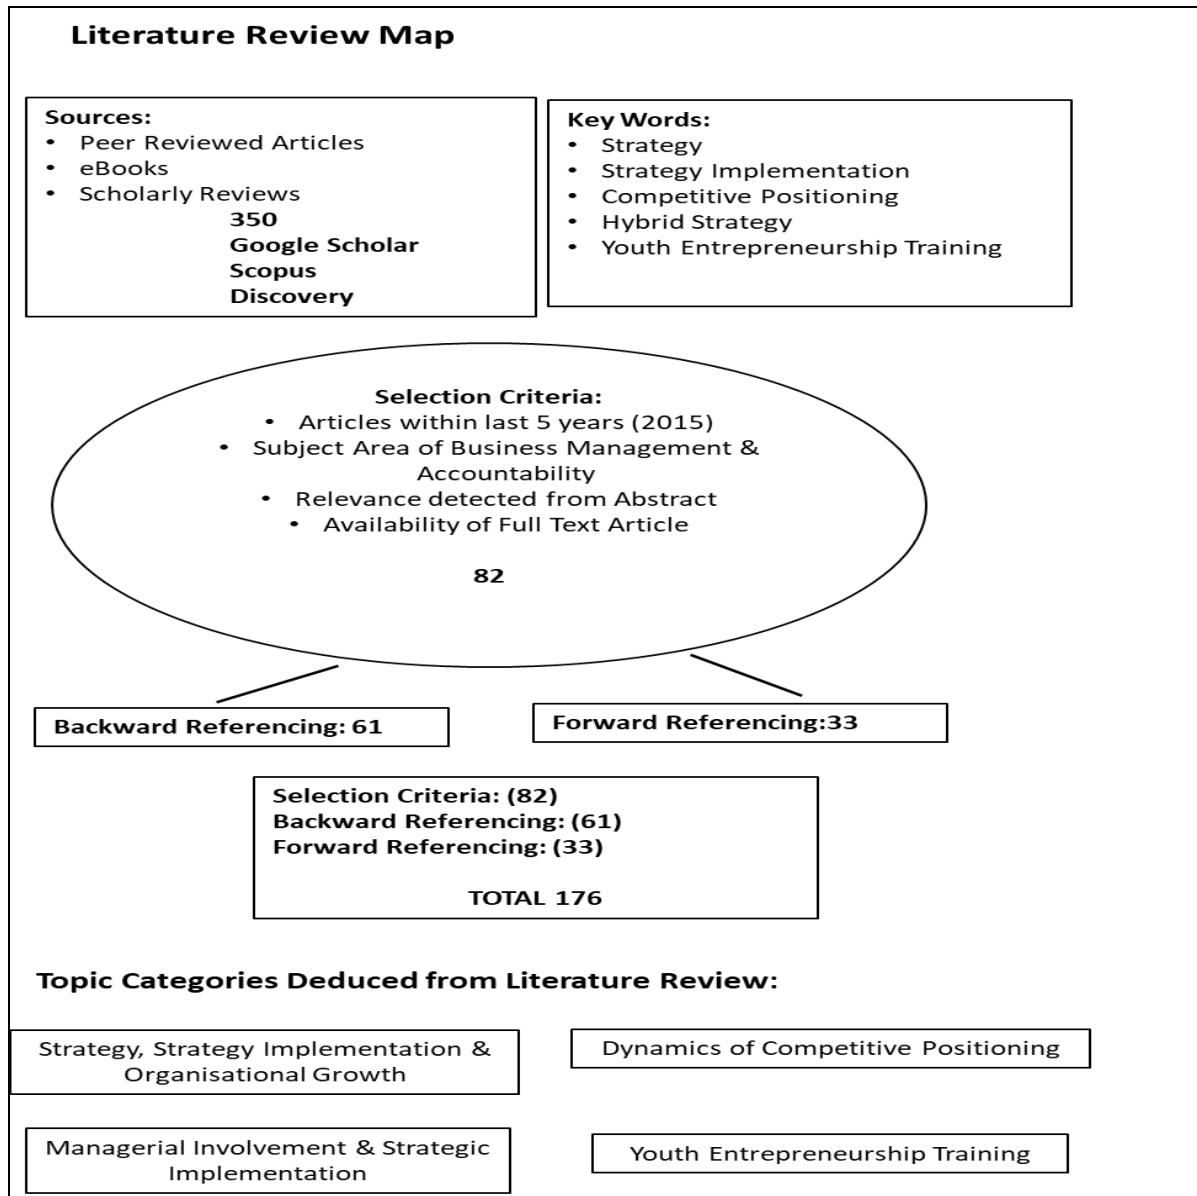 Literature Review Map
Sources:
• Peer Reviewed Articles
• eBooks
• Scholarly Reviews
350
Google Scholar
Scopus
Discovery
Key Words:
• Strategy
• Strategy Implementation
• Competitive Positioning
• Hybrid Strategy
• Youth Entrepreneurship Training
Selection Criteria:
• Articles within last 5 years (2015)
• Subject Area of Business Management &
Accountability
• Relevance detected from Abstract
• Availability of Full Text Article
82
Backward Referencing: 61
Forward Referencing:33
Selection Criteria: (82)
Backward Referencing: (61)
Forward Referencing: (33)
TOTAL 176
Topic Categories Deduced from Literature Review:
Strategy, Strategy Implementation &
Organisational Growth
Dynamics of Competitive Positioning
Managerial Involvement & Strategic
Implementation
Youth Entrepreneurship Training